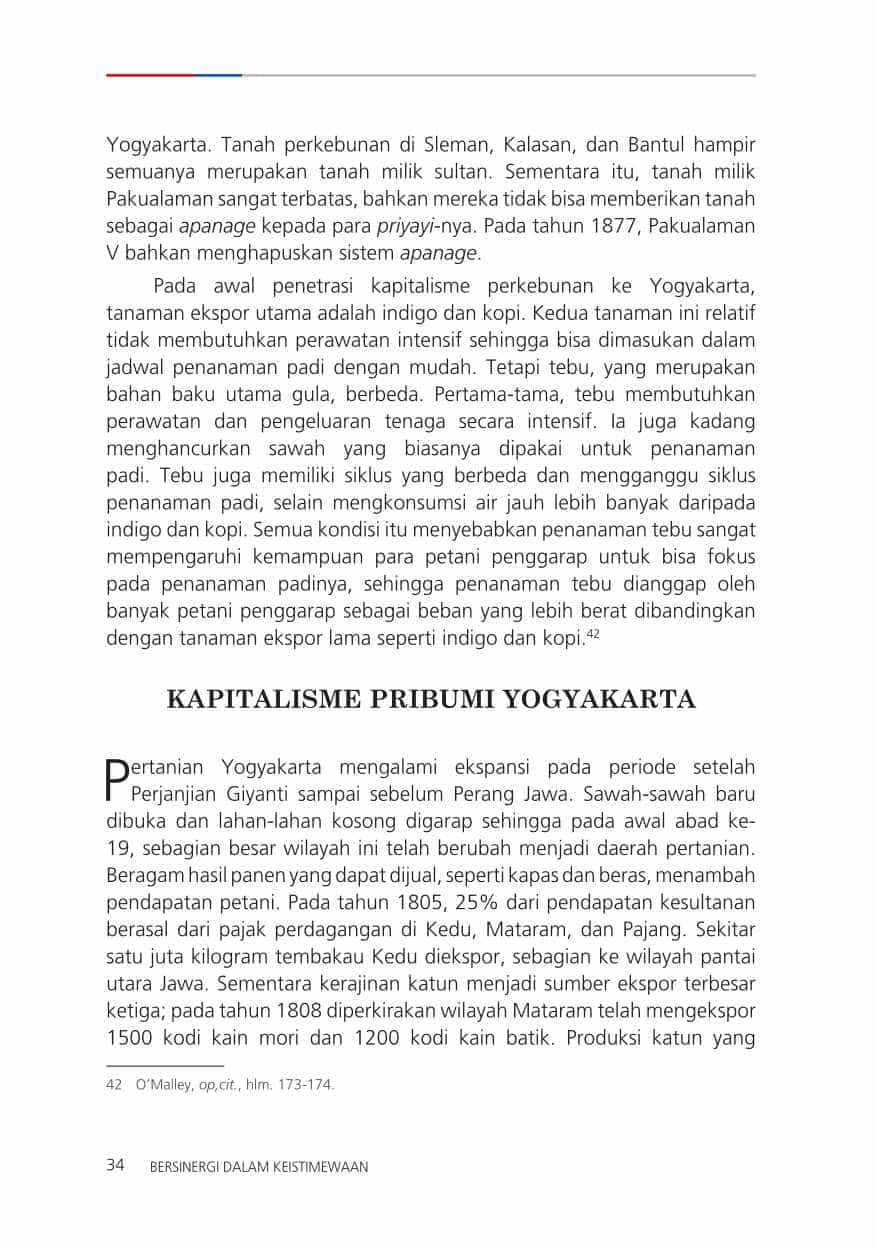 Yogyakarta. Tanah perkebunan di Sleman, Kalasan, dan Bantul hampir
semuanya merupakan tanah milik sultan. Sementara itu, tanah milik
Pakualaman sangat terbatas, bahkan mereka tidak bisa memberikan tanah
sebagai apanage kepada para priyayi-nya. Pada tahun 1877, Pakualaman
V bahkan menghapuskan sistem apanage.
Pada awal penetrasi kapitalisme perkebunan ke Yogyakarta,
tanaman ekspor utama adalah indigo dan kopi. Kedua tanaman ini relatif
tidak membutuhkan perawatan intensif sehingga bisa dimasukan dalam
jadwal penanaman padi dengan mudah. Tetapi tebu, yang merupakan
bahan baku utama gula, berbeda. Pertama-tama, tebu membutuhkan
perawatan dan pengeluaran tenaga secara intensif. Ia juga kadang
menghancurkan sawah yang biasanya dipakai untuk penanaman
padi. Tebu juga memiliki siklus yang berbeda dan mengganggu siklus
penanaman padi, selain mengkonsumsi air jauh lebih banyak daripada
indigo dan kopi. Semua kondisi itu menyebabkan penanaman tebu sangat
mempengaruhi kemampuan para petani penggarap untuk bisa fokus
pada penanaman padinya, sehingga penanaman tebu dianggap oleh
banyak petani penggarap sebagai beban yang lebih berat dibandingkan
dengan tanaman ekspor lama seperti indigo dan kopi.42
KAPITALISME PRIBUMI YOGYAKARTA
Pertanian Yogyakarta mengalami ekspansi pada periode setelah
Perjanjian Giyanti sampai sebelum Perang Jawa. Sawah-sawah baru
dibuka dan lahan-lahan kosong digarap sehingga pada awal abad ke-
19, sebagian besar wilayah ini telah berubah menjadi daerah pertanian.
Beragam hasil panen yang dapat dijual, seperti kapas dan beras, menambah
pendapatan petani. Pada tahun 1805, 25% dari pendapatan kesultanan
berasal dari pajak perdagangan di Kedu, Mataram, dan Pajang. Sekitar
satu juta kilogram tembakau Kedu diekspor, sebagian ke wilayah pantai
utara Jawa. Sementara kerajinan katun menjadi sumber ekspor terbesar
ketiga; pada tahun 1808 diperkirakan wilayah Mataram telah mengekspor
1500 kodi kain mori dan 1200 kodi kain batik. Produksi katun yang
42 O’Malley, op,cit., hlm. 173-174.
34 BERSINERGI DALAM KEISTIMEWAAN